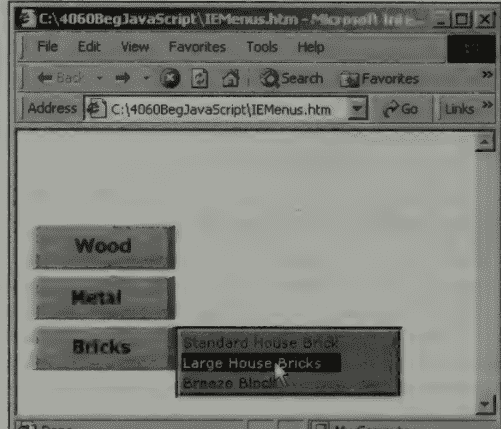 C:\4060BegJavaScript\IEMenus.htm - Microsoft Int
File Edit View Favorites Tools Help
Back Search Favorites »
Address C:\4060BegJavaScript\IEMenus.htm Go Links »
Wood
Metal
Bricks
Standard House Brick
Large House Bricks
Breeze Block